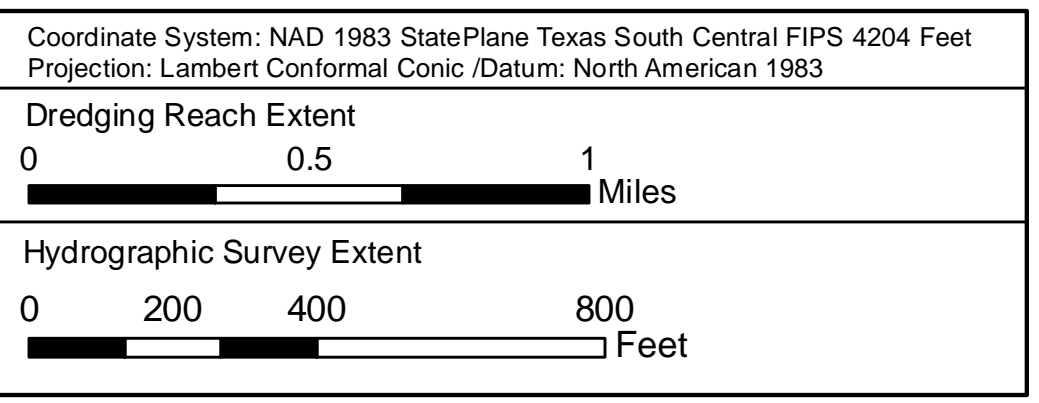 Coordinate System: NAD 1983 StatePlane Texas South Central FIPS 4204 Feet
Projection: Lambert Conformal Conic /Datum: North American 1983
Dredging Reach Extent
0 0.5 1
Miles
Hydrographic Survey Extent
0 200 400 800
Feet